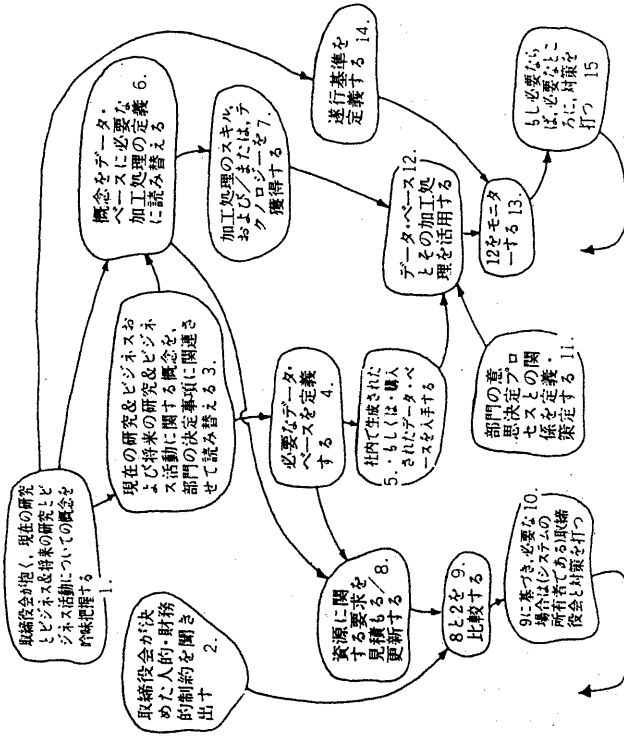 取締役会が抱く、現在の研究
とビジネス&将来の研究とビ
ジネス活動についての概念を
吟味把握する
1.
取締役会が決
めた人的・財務
的制約を聞き
出す 2.
現在の研究&ビジネスお
よび将来の研究&ビジネ
ス活動に関する概念を、
部門の決定事項に関連さ
せて読み替える 3.
必要なデータ・
ベースを定義
する 4.
社内で生成された
5.・もしくは・購入
されたデータ・ベ
ースを入手する
概念をデータ・
ベースに必要な
加工処理の定義 6.
に読み替える
加工処理のスキル、
および/または、テ
クノロジーを 7.
獲得する
資源に関
する要求を
見積もる/8.
更新する
8と2を 9.
比較する
9に基づき、必要な10.
場合は(システムの
所有者である)取締
役会と対策を打つ
部門の意
思決定プロ
セスとの関
係を定義・
策定する 11.
データ・ベース12.
とその加工処
理を活用する
12をモニタ
ーする 13.
遂行基準を
定義する 14.
もし必要なら
ば、必要なとこ
ろに、対策を
打つ 15